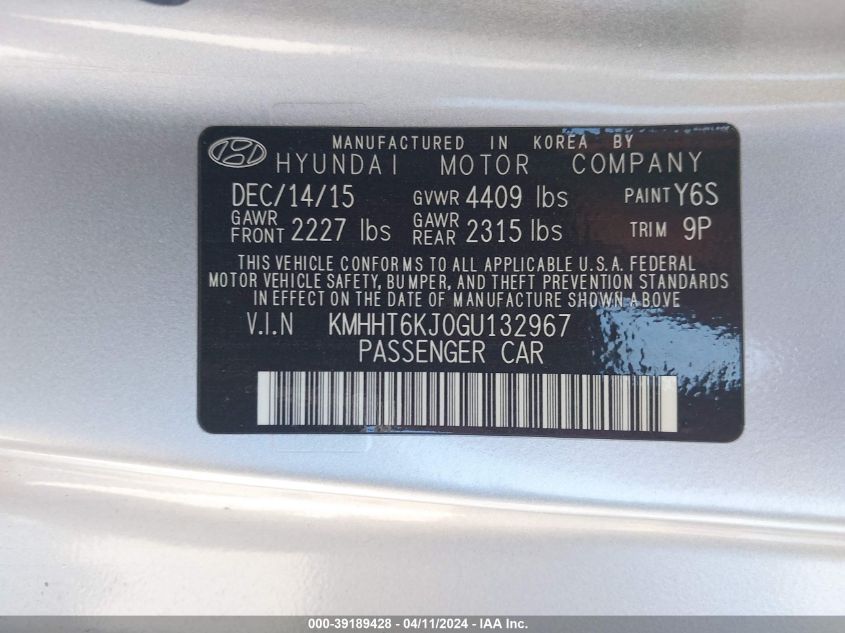 MANUFACTURED IN KOREA BY
HYUNDAI MOTOR COMPANY
DEC/14/15 GVWR 4409 lbs PAINT Y6S
GAWR FRONT 2227 lbs GAWR REAR 2315 lbs TRIM 9P
THIS VEHICLE CONFORMS TO ALL APPLICABLE U.S.A. FEDERAL
MOTOR VEHICLE SAFETY, BUMPER, AND THEFT PREVENTION STANDARDS
IN EFFECT ON THE DATE OF MANUFACTURE SHOWN ABOVE
V.I.N KMHHT6KJ0GU132967
PASSENGER CAR
000-39189428 - 04/11/2024 - © IAA Inc.